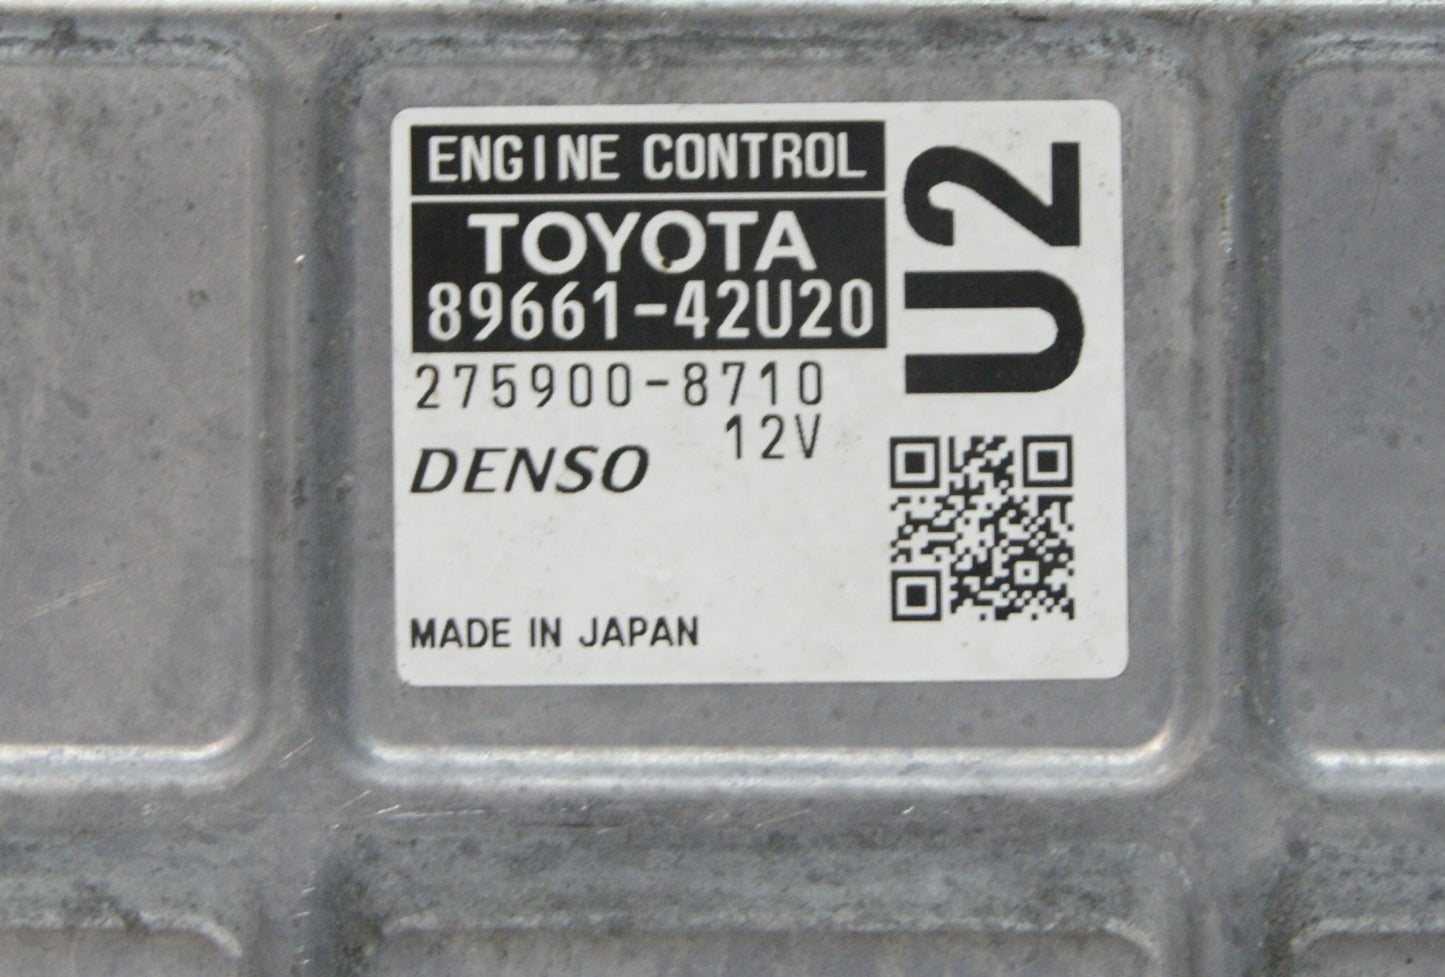 ENGINE CONTROL
TOYOTA
89661-42U20
275900-8710
12V
DENSO
MADE IN JAPAN
U2